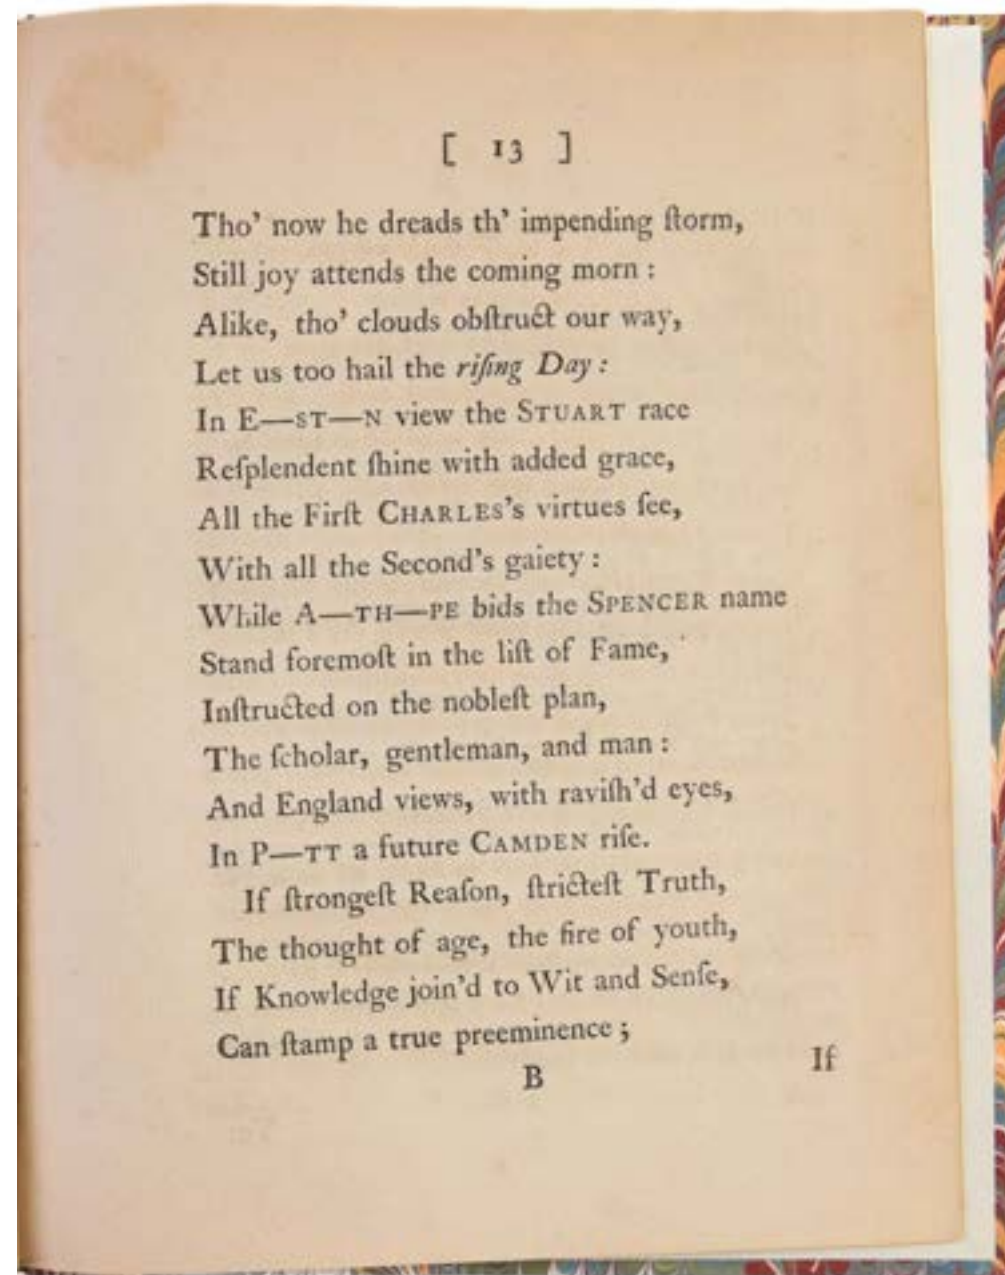 [ 13 ]
Tho' now he dreads th' impending ſtorm,
Still joy attends the coming morn :
Alike, tho' clouds obſtruct our way,
Let us too hail the riſing Day :
In E—ST—N view the STUART race
Reſplendent ſhine with added grace,
All the Firſt CHARLES's virtues ſee,
With all the Second's gaiety :
While A—TH—PE bids the SPENCER name
Stand foremoſt in the liſt of Fame,
Inſtructed on the nobleſt plan,
The ſcholar, gentleman, and man :
And England views, with raviſh'd eyes,
In P—TT a future CAMDEN riſe.
If ſtrongeſt Reaſon, ſtricteſt Truth,
The thought of age, the fire of youth,
If Knowledge join'd to Wit and Senſe,
Can ſtamp a true preeminence ;
B
If